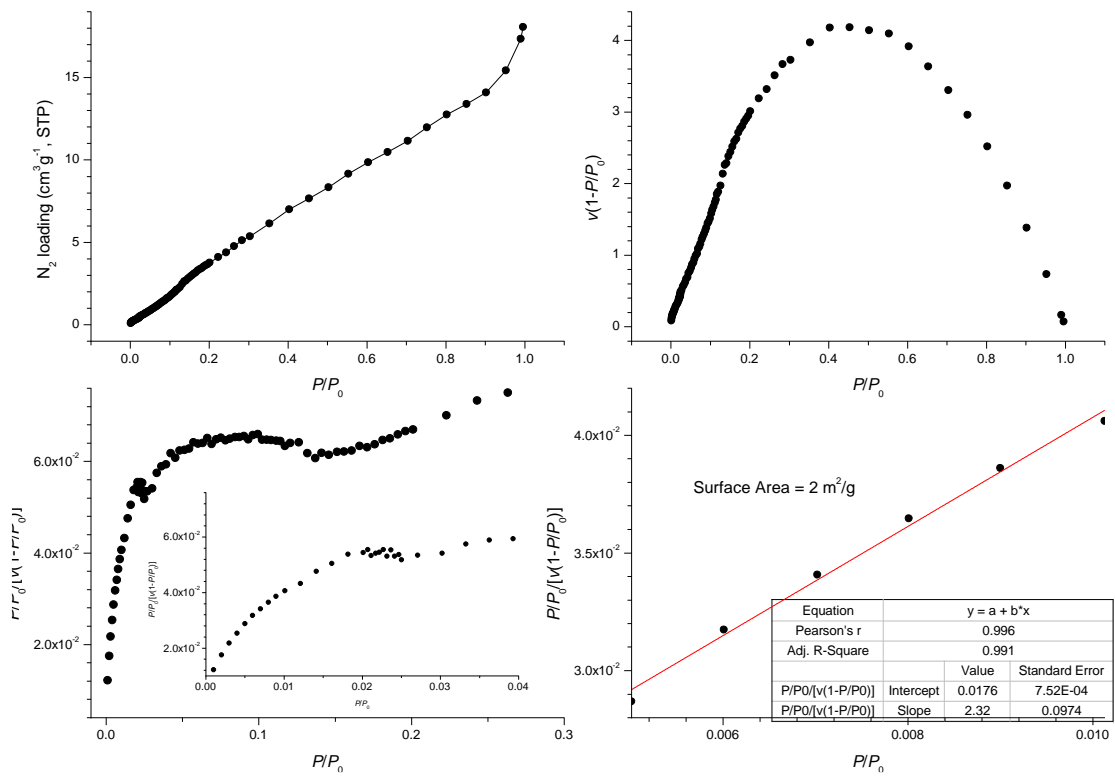 N2 loading (cm3g-1, STP)
15
10
5
0
0.0 0.2 0.4 0.6 0.8 1.0
P/P0
v(1-P/P0)
4
3
2
1
0
0.0 0.2 0.4 0.6 0.8 1.0
P/P0
P/P0/[v(1-P/P0)]
6.0x10-2
4.0x10-2
2.0x10-2
0.0 0.1 0.2 0.3
P/P0
P/P0/[v(1-P/P0)]
6.0x10-2
4.0x10-2
2.0x10-2
0.00 0.01 0.02 0.03 0.04
P/P0
P/P0/[v(1-P/P0)]
4.0x10-2
3.5x10-2
3.0x10-2
Surface Area = 2 m2/g
Equation y = a + b*x
Pearson's r 0.996
Adj. R-Square 0.991
Value Standard Error
P/P0/[v(1-P/P0)] Intercept 0.0176 7.52E-04
P/P0/[v(1-P/P0)] Slope 2.32 0.0974
0.006 0.008 0.010
P/P0